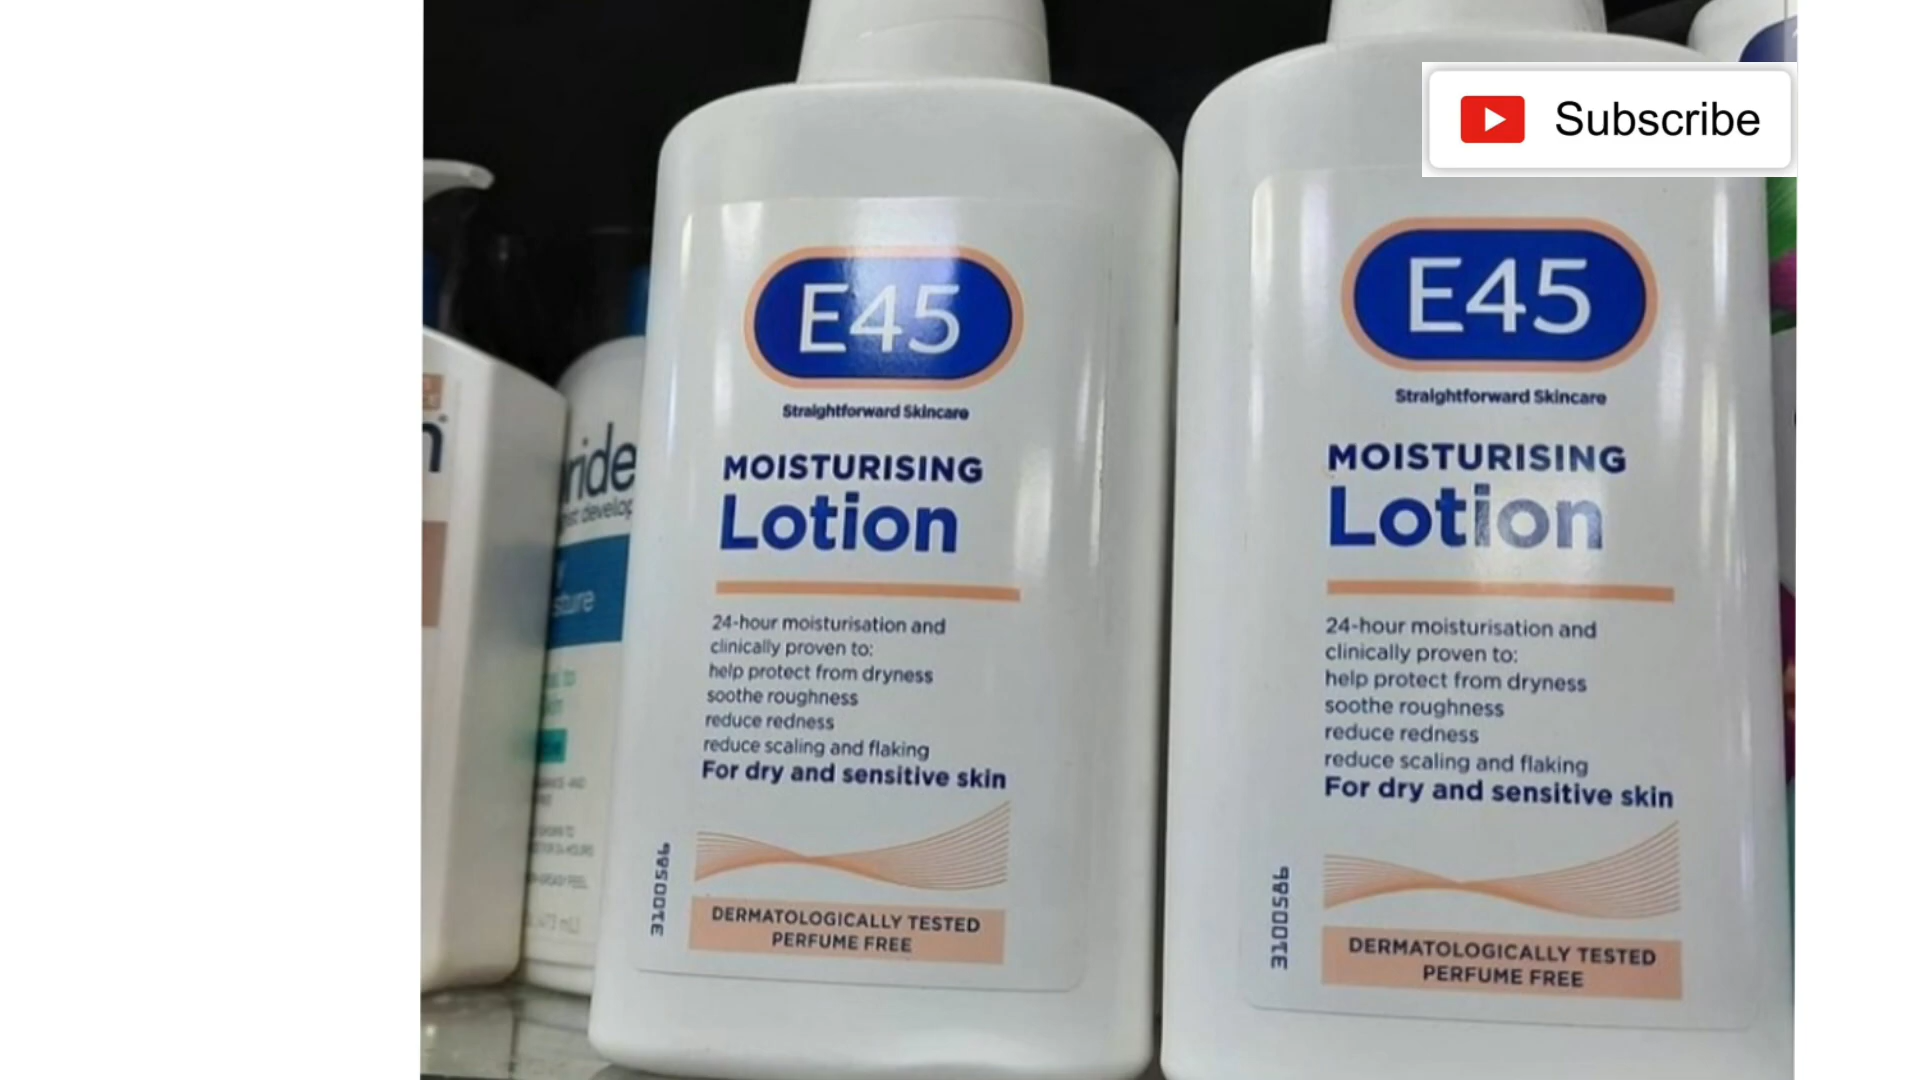 Subscribe
E45
Straightforward Skincare
MOISTURISING
Lotion
24-hour moisturisation and
clinically proven to:
help protect from dryness
soothe roughness
reduce redness
reduce scaling and flaking
For dry and sensitive skin
3100586
DERMATOLOGICALLY TESTED
PERFUME FREE
E45
Straightforward Skincare
MOISTURISING
Lotion
24-hour moisturisation and
clinically proven to:
help protect from dryness
soothe roughness
reduce redness
reduce scaling and flaking
For dry and sensitive skin
3100586
DERMATOLOGICALLY TESTED
PERFUME FREE